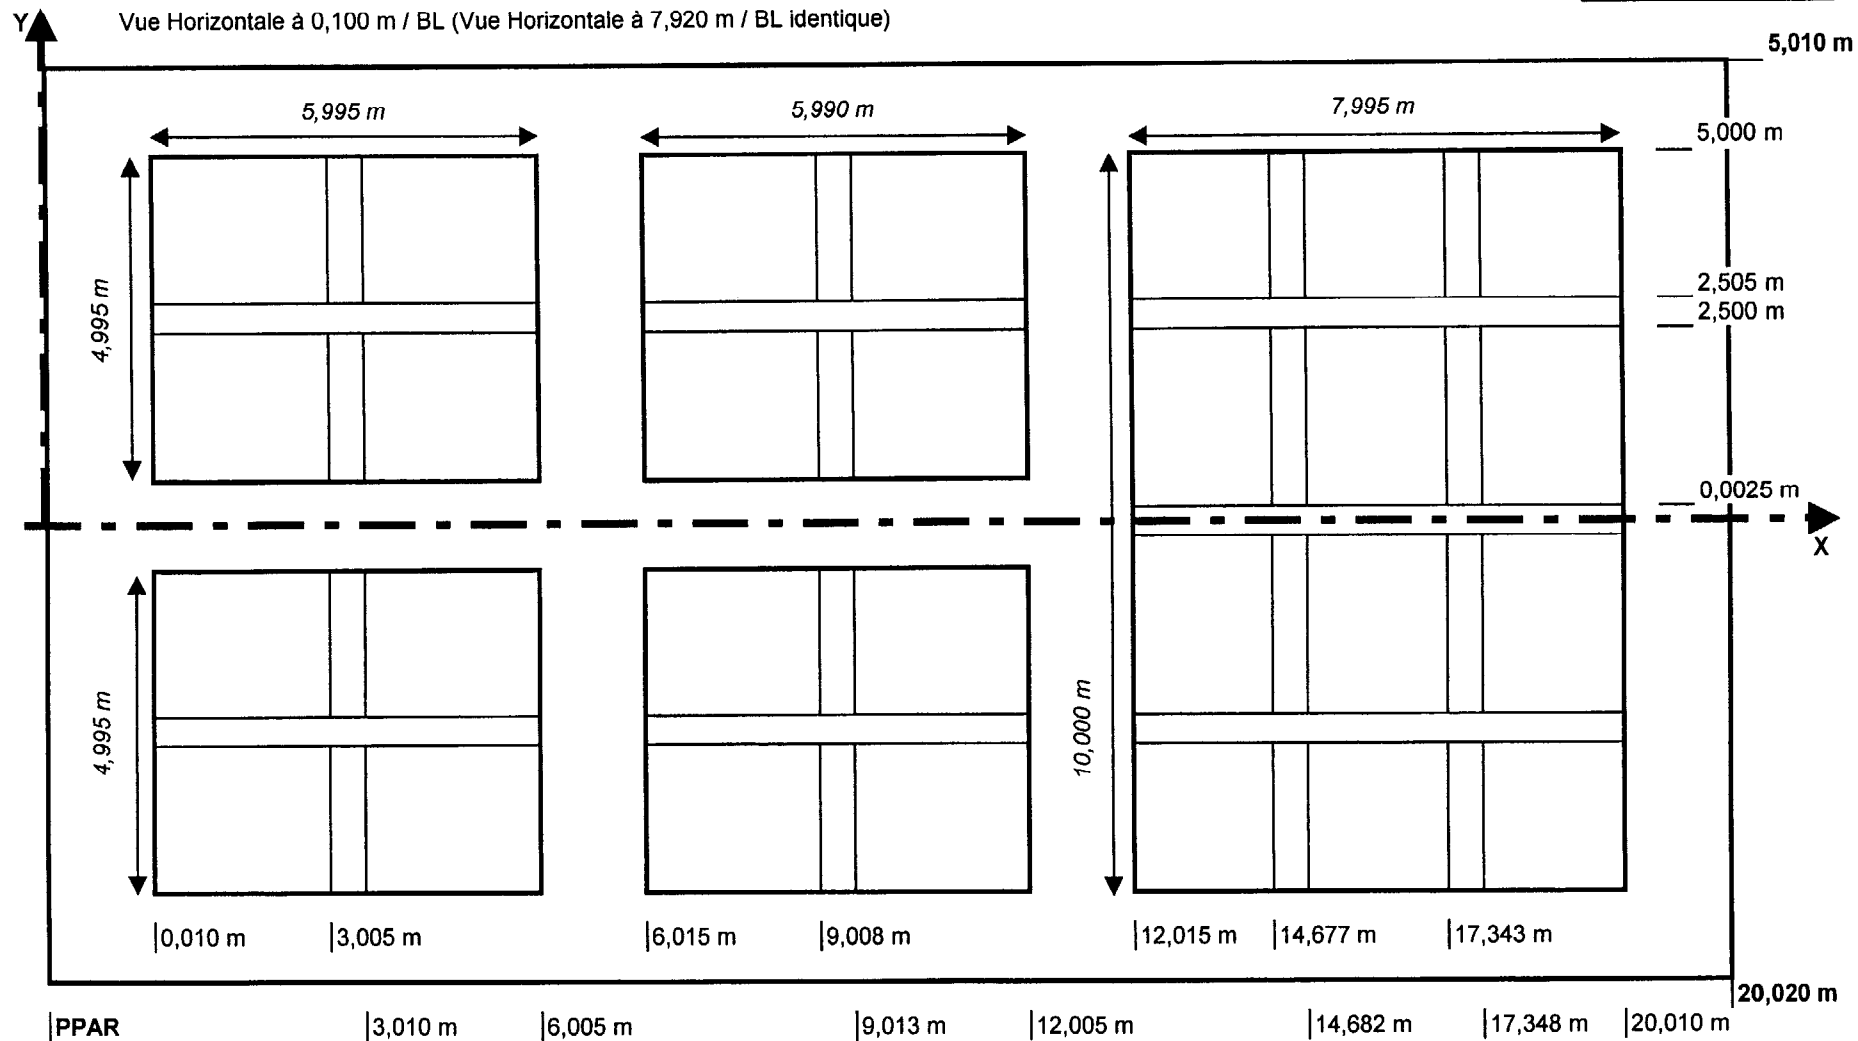 Y
Vue Horizontale à 0,100 m / BL (Vue Horizontale à 7,920 m / BL identique)
5,010 m
5,995 m
5,990 m
7,995 m
5,000 m
4,995 m
2,505 m
2,500 m
0,0025 m
X
4,995 m
10,000 m
0,010 m
3,005 m
6,015 m
9,008 m
12,015 m
14,677 m
17,343 m
20,020 m
PPAR
3,010 m
6,005 m
9,013 m
12,005 m
14,682 m
17,348 m
20,010 m